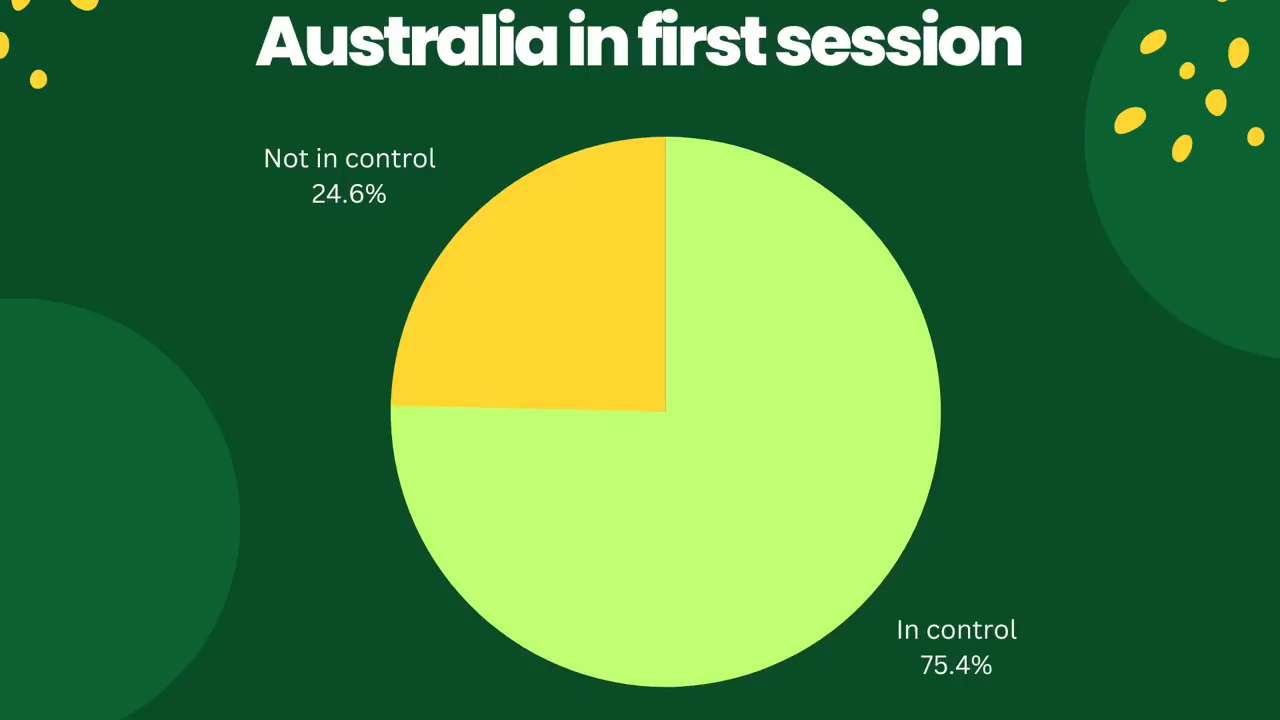 Australia in first session
Not in control
24.6%
In control
75.4%